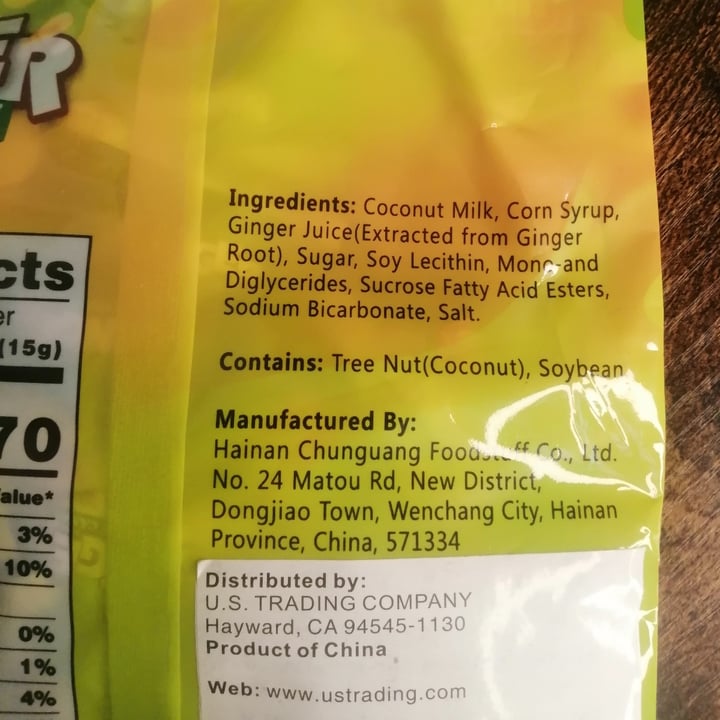 ER
cts
er
(15g)
70
alue*
3%
10%
0%
1%
4%
Ingredients: Coconut Milk, Corn Syrup,
Ginger Juice(Extracted from Ginger
Root), Sugar, Soy Lecithin, Mono-and
Diglycerides, Sucrose Fatty Acid Esters,
Sodium Bicarbonate, Salt.
Contains: Tree Nut(Coconut), Soybean
Manufactured By:
Hainan Chunguang Foodstuff Co., Ltd.
No. 24 Matou Rd, New District,
Dongjiao Town, Wenchang City, Hainan
Province, China, 571334
Distributed by:
U.S. TRADING COMPANY
Hayward, CA 94545-1130
Product of China
Web: www.ustrading.com